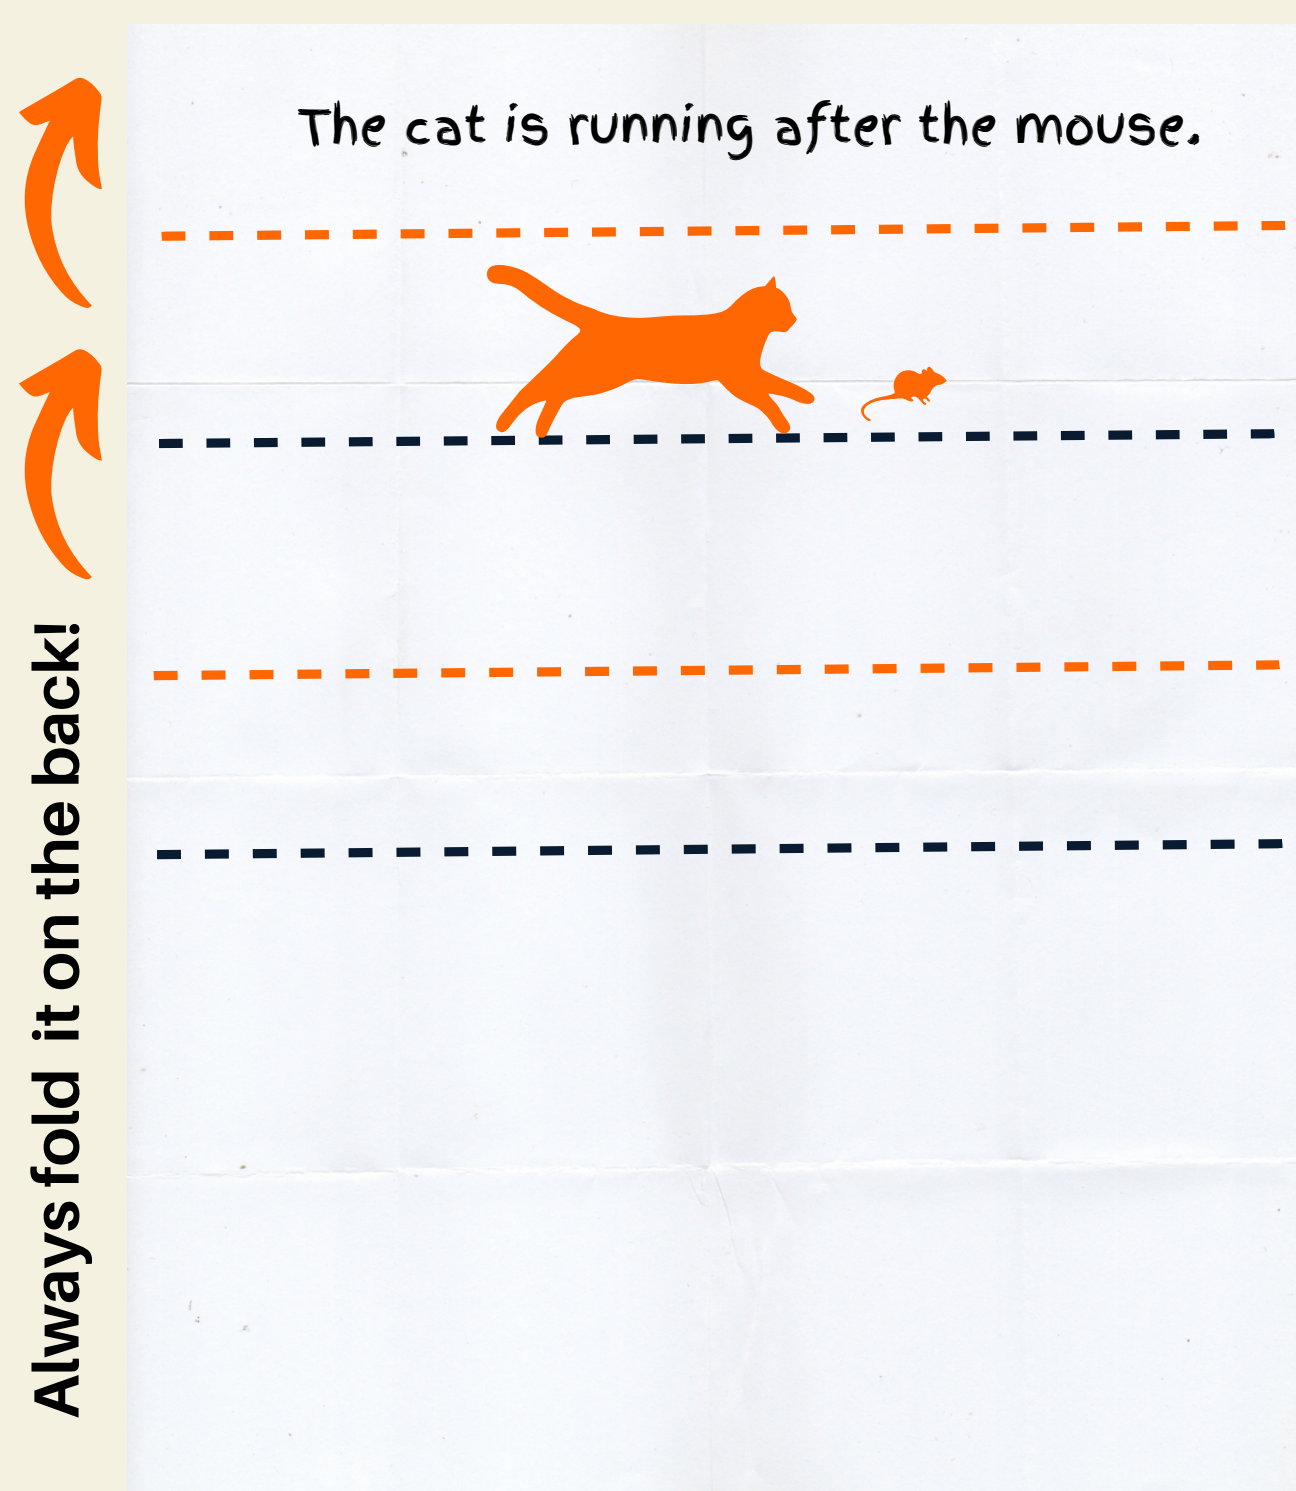 The cat is running after the mouse.
Always fold it on the back!